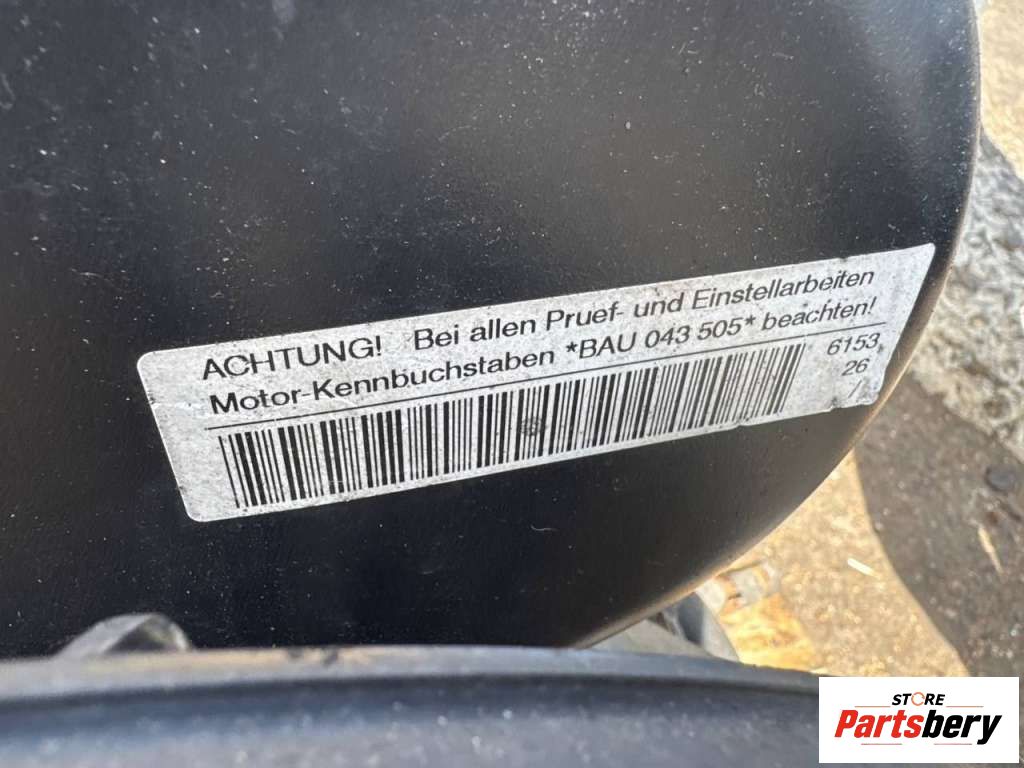 ACHTUNG! Bei allen Pruef- und Einstellarbeiten
Motor-Kennbuchstaben *BAU 043 505* beachten!
6153
26
/
STORE
Partsbery